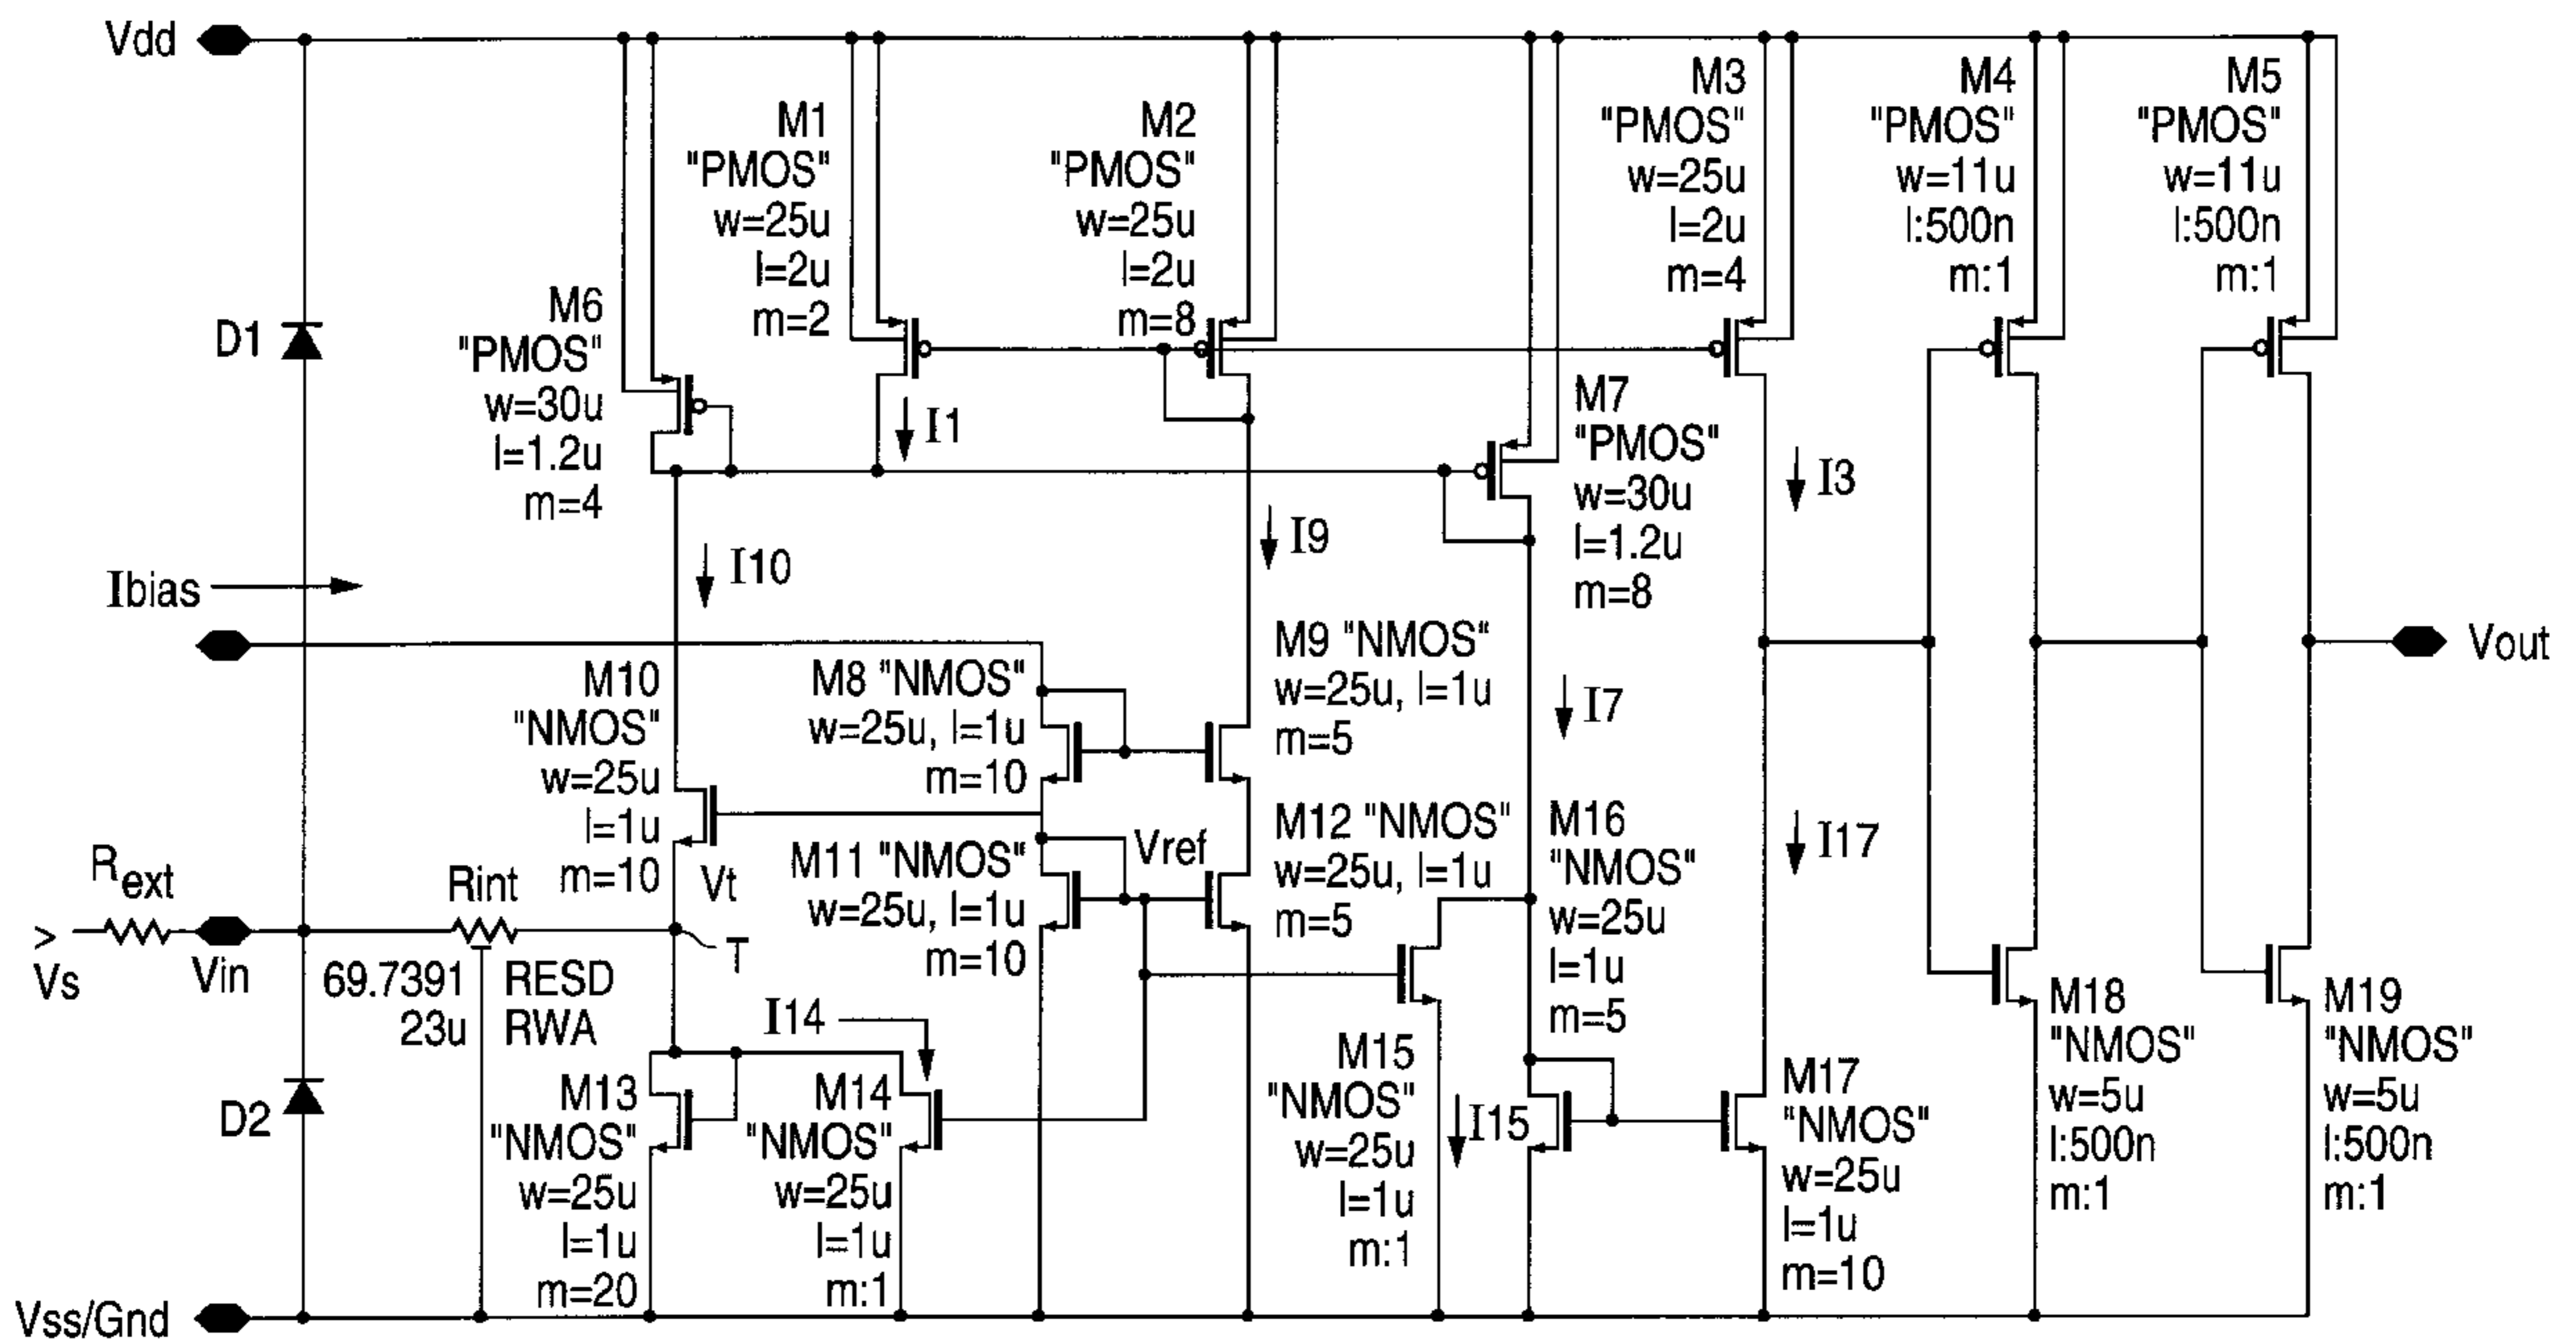 Vdd
M1
"PMOS"
w=25u
l=2u
m=2
M2
"PMOS"
w=25u
l=2u
m=8
M3
"PMOS"
w=25u
l=2u
m=4
M4
"PMOS"
w=11u
l:500n
m:1
M5
"PMOS"
w=11u
l:500n
m:1
D1
M6
"PMOS"
w=30u
l=1.2u
m=4
I1
M7
"PMOS"
w=30u
l=1.2u
m=8
I3
Ibias
I10
I9
M10
"NMOS"
w=25u
l=1u
m=10
M8 "NMOS"
w=25u, l=1u
m=10
M9 "NMOS"
w=25u, l=1u
m=5
I7
Vout
Rext
Rint
Vt
M11 "NMOS"
w=25u, l=1u
m=10
Vref
M12 "NMOS"
w=25u, l=1u
m=5
M16
"NMOS"
w=25u
l=1u
m=5
I17
>
Vs
Vin
69.7391
23u
RESD
RWA
T
I14
D2
M13
"NMOS"
w=25u
l=1u
m=20
M14
"NMOS"
w=25u
l=1u
m:1
M15
"NMOS"
w=25u
l=1u
m:1
I15
M17
"NMOS"
w=25u
l=1u
m=10
M18
"NMOS"
w=5u
l:500n
m:1
M19
"NMOS"
w=5u
l:500n
m:1
Vss/Gnd